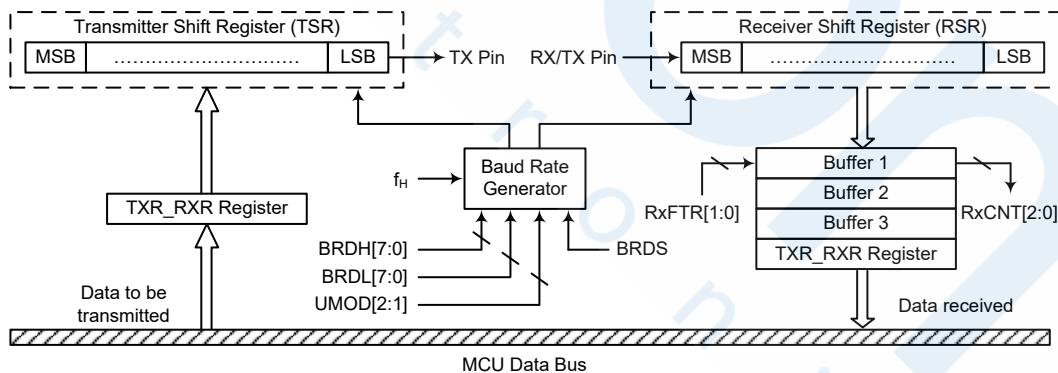 Transmitter Shift Register (TSR)
MSB ............................ LSB
TX Pin
RX/TX Pin
Receiver Shift Register (RSR)
MSB ............................ LSB
TXR_RXR Register
fH
Baud Rate
Generator
BRDH[7:0]
BRDL[7:0]
UMOD[2:1]
BRDS
RxFTR[1:0]
Buffer 1
Buffer 2
Buffer 3
TXR_RXR Register
RxCNT[2:0]
Data to be
transmitted
Data received
MCU Data Bus